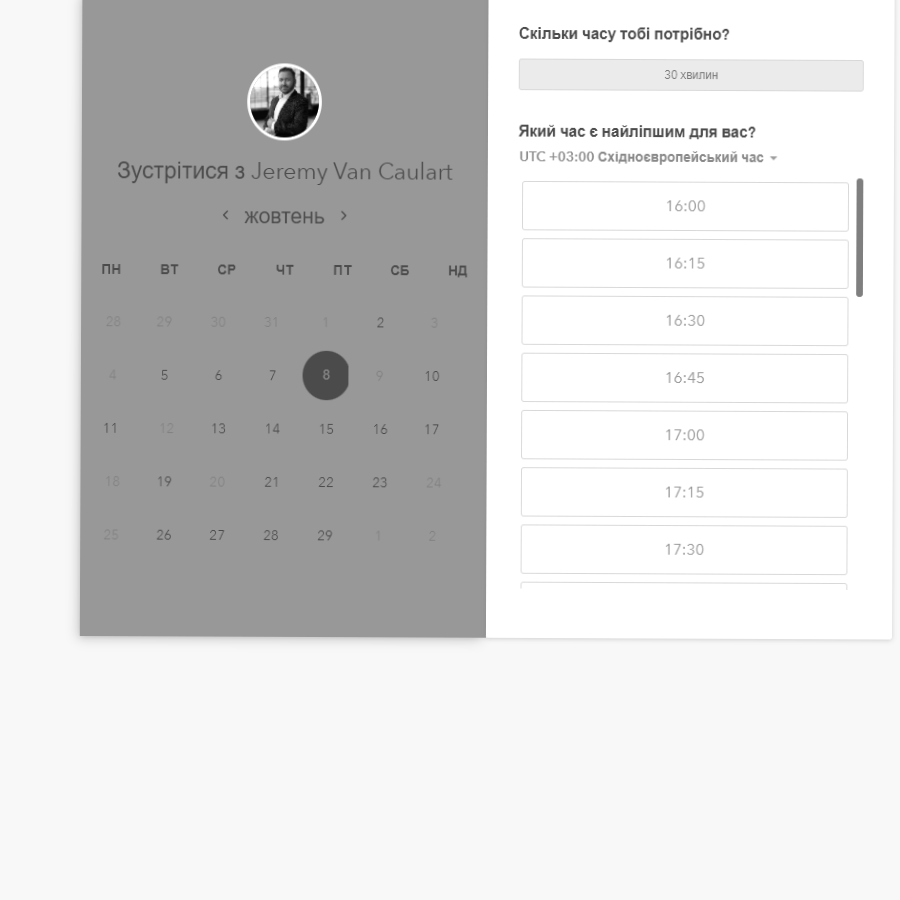 Зустрітися з Jeremy Van Caulart
жовтень
ПН ВТ СР ЧТ ПТ СБ НД
28 29 30 31 1 2 3
4 5 6 7 8 9 10
11 12 13 14 15 16 17
18 19 20 21 22 23 24
25 26 27 28 29 1 2
Скільки часу тобі потрібно?
30 хвилин
Який час є найліпшим для вас?
UTC +03:00 Східноєвропейський час
16:00
16:15
16:30
16:45
17:00
17:15
17:30